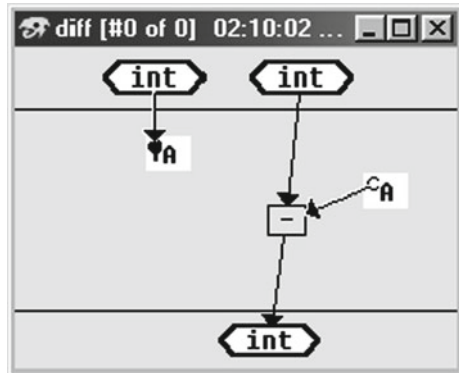 diff [#0 of 0] 02:10:02 ...
int int
A
A
−
int